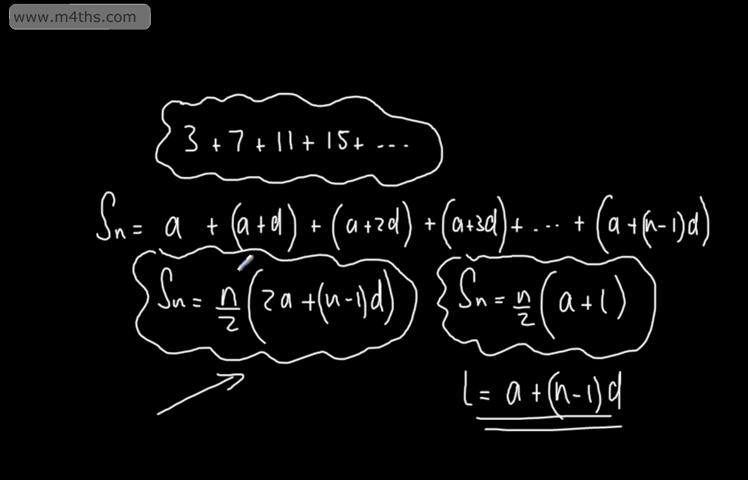 www.m4ths.com
3 + 7 + 11 + 15 + ...
Sn = a + (a+d) + (a+2d) + (a+3d) + ... + (a+(n-1)d)
Sn = n/2 (2a+(n-1)d) Sn = n/2 (a+l)
l = a+(n-1)d